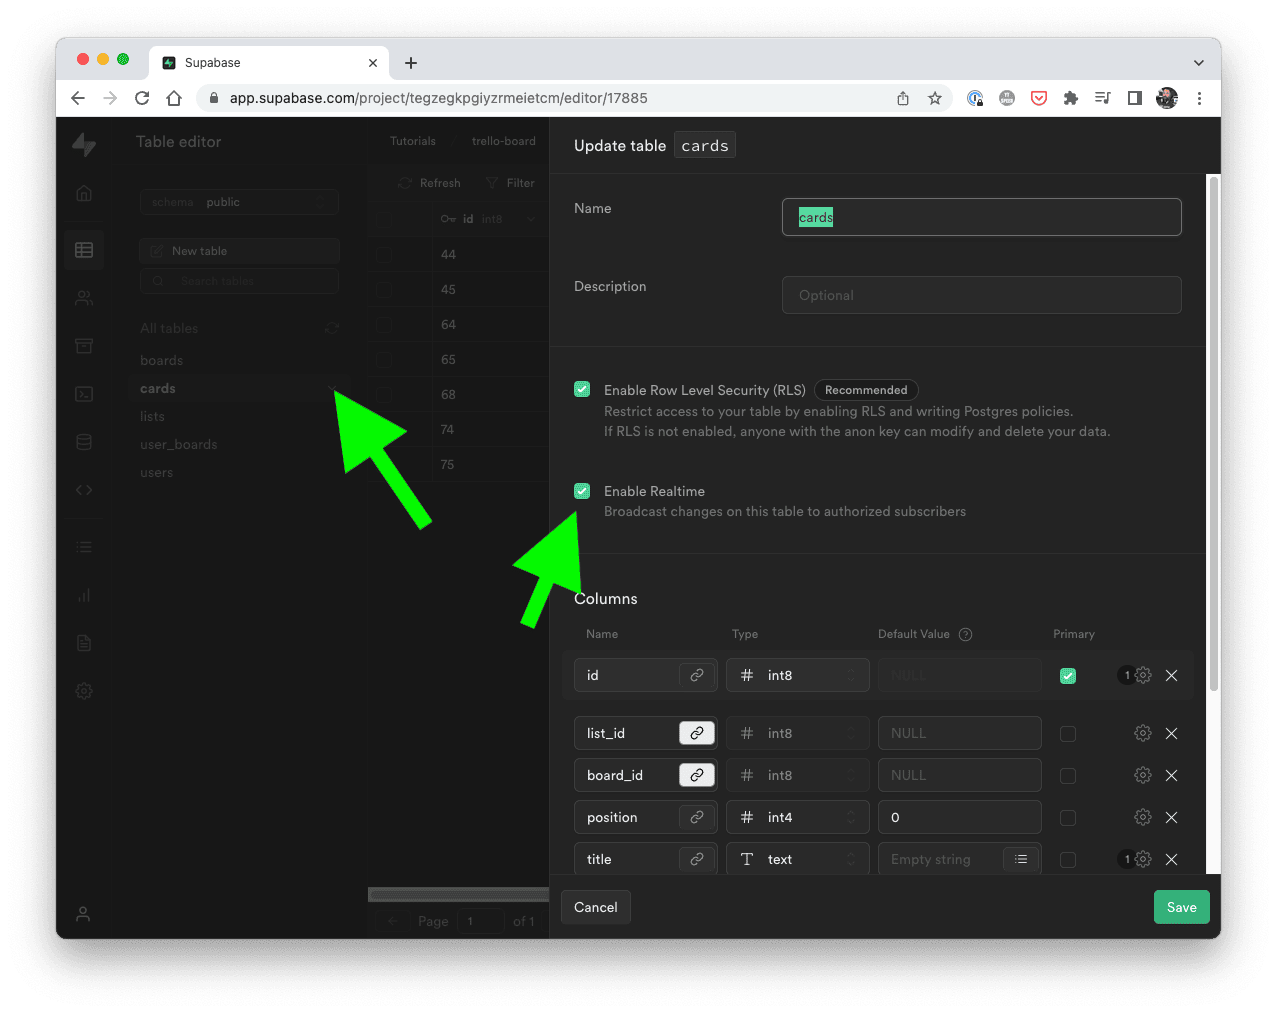 Supabase
app.supabase.com/project/tegzegkpgiyzrmeietcm/editor/17885
Table editor
schema public
New table
Search tables
All tables
boards
cards
lists
user_boards
users
Tutorials trello-board
Refresh Filter
id int8
44
45
64
65
68
74
75
Page 1 of 1
Update table cards
Name
cards
Description
Optional
Enable Row Level Security (RLS) Recommended
Restrict access to your table by enabling RLS and writing Postgres policies.
If RLS is not enabled, anyone with the anon key can modify and delete your data.
Enable Realtime
Broadcast changes on this table to authorized subscribers
Columns
Name Type Default Value ? Primary
id # int8 NULL 1
list_id # int8 NULL
board_id # int8 NULL
position # int4 0
title T text Empty string 1
Cancel Save